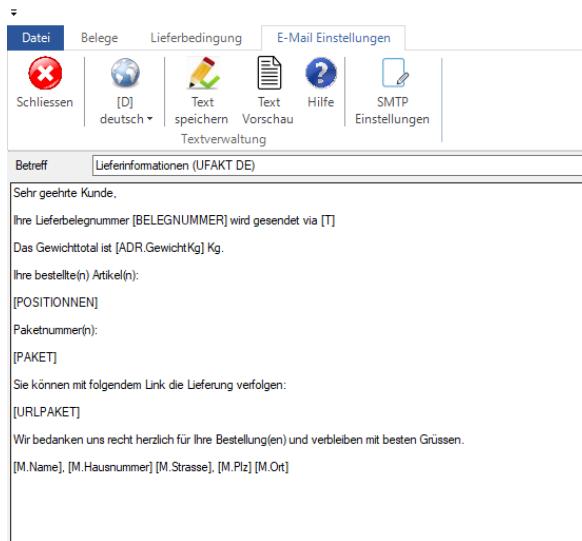 Datei Belege Lieferbedingung E-Mail Einstellungen
Schliessen [D] deutsch Text speichern Text Vorschau Hilfe SMTP Einstellungen
Textverwaltung
Betreff Lieferinformationen (UFAKT DE)
Sehr geehrte Kunde,
Ihre Lieferbelegnummer [BELEGNUMMER] wird gesendet via [T]
Das Gewichttotal ist [ADR.GewichtKg] Kg.
Ihre bestellte(n) Artikel(n):
[POSITIONNEN]
Paketnummer(n):
[PAKET]
Sie können mit folgendem Link die Lieferung verfolgen:
[URLPAKET]
Wir bedanken uns recht herzlich für Ihre Bestellung(en) und verbleiben mit besten Grüssen.
[M.Name], [M.Hausnummer] [M.Strasse], [M.Plz] [M.Ort]